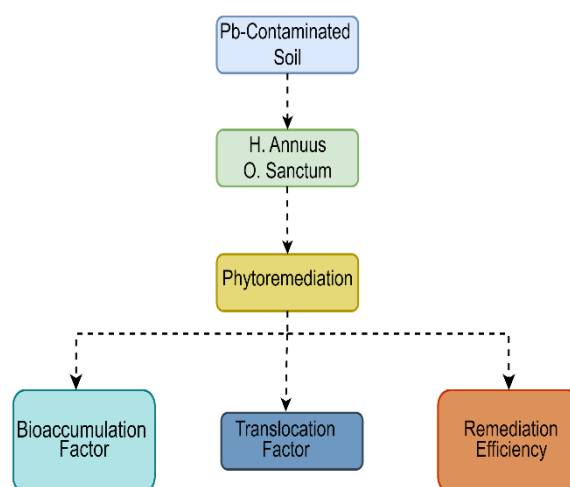 Pb-Contaminated
Soil
H. Annuus
O. Sanctum
Phytoremediation
Bioaccumulation
Factor
Translocation
Factor
Remediation
Efficiency